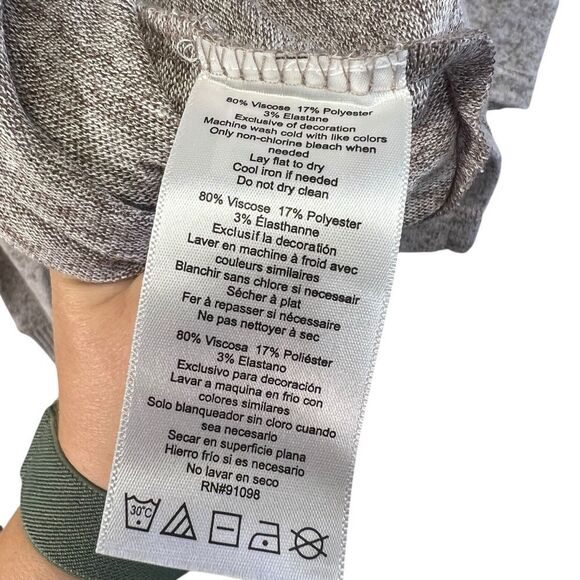 80% Viscose 17% Polyester
3% Elastane
Exclusive of decoration
Machine wash cold with like colors
Only non-chlorine bleach when
needed
Lay flat to dry
Cool iron if needed
Do not dry clean
80% Viscose 17% Polyester
3% Élasthanne
Exclusif la decoration
Laver en machine à froid avec
couleurs similaires
Blanchir sans chlore si necessair
Sécher à plat
Fer à repasser si nécessaire
Ne pas nettoyer à sec
80% Viscosa 17% Poliéster
3% Elastano
Exclusivo para decoración
Lavar a maquina en frio con
colores similares
Solo blanqueador sin cloro cuando
sea necesario
Secar en superficie plana
Hierro frío si es necesario
No lavar en seco
RN#91098
30°C